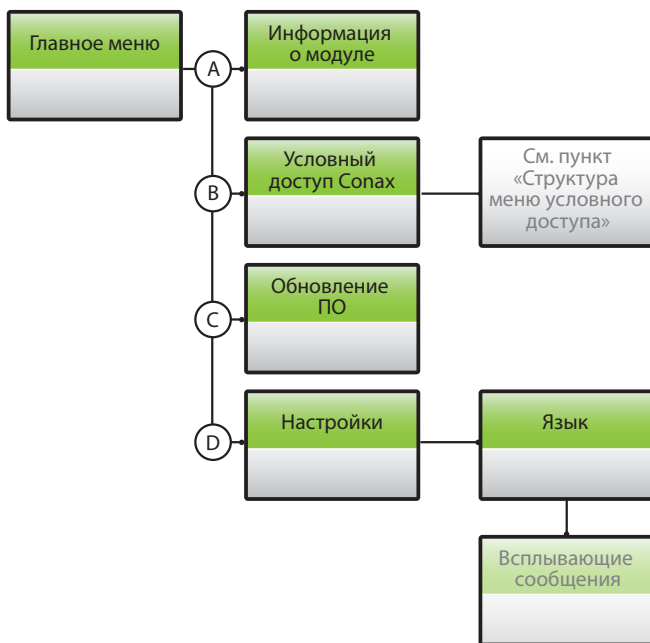 Главное меню
A
Информация
о модуле
B
Условный
доступ Conax
См. пункт
«Структура
меню условного
доступа»
C
Обновление
ПО
D
Настройки
Язык
Всплывающие
сообщения